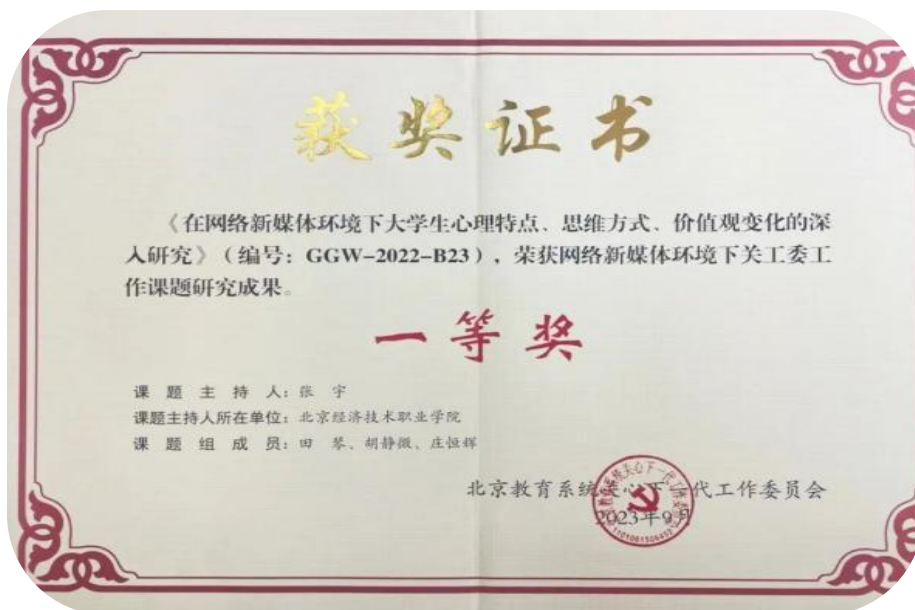 获奖证书
《在网络新媒体环境下大学生心理特点、思维方式、价值观变化的深
入研究》（编号：GGW-2022-B23），荣获网络新媒体环境下关工委工
作课题研究成果。
一等奖
课题主持人：张宇
课题主持人所在单位：北京经济技术职业学院
课题组成员：田琴、胡静微、庄恒辉
北京教育系统关心下一代工作委员会
2023年9月